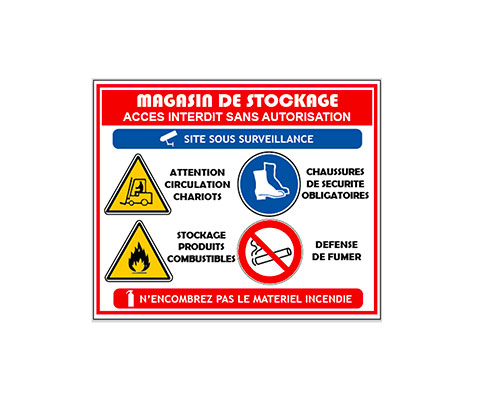 MAGASIN DE STOCKAGE
ACCES INTERDIT SANS AUTORISATION
SITE SOUS SURVEILLANCE
ATTENTION
CIRCULATION
CHARIOTS
CHAUSSURES
DE SECURITE
OBLIGATOIRES
STOCKAGE
PRODUITS
COMBUSTIBLES
DEFENSE
DE FUMER
N'ENCOMBREZ PAS LE MATERIEL INCENDIE